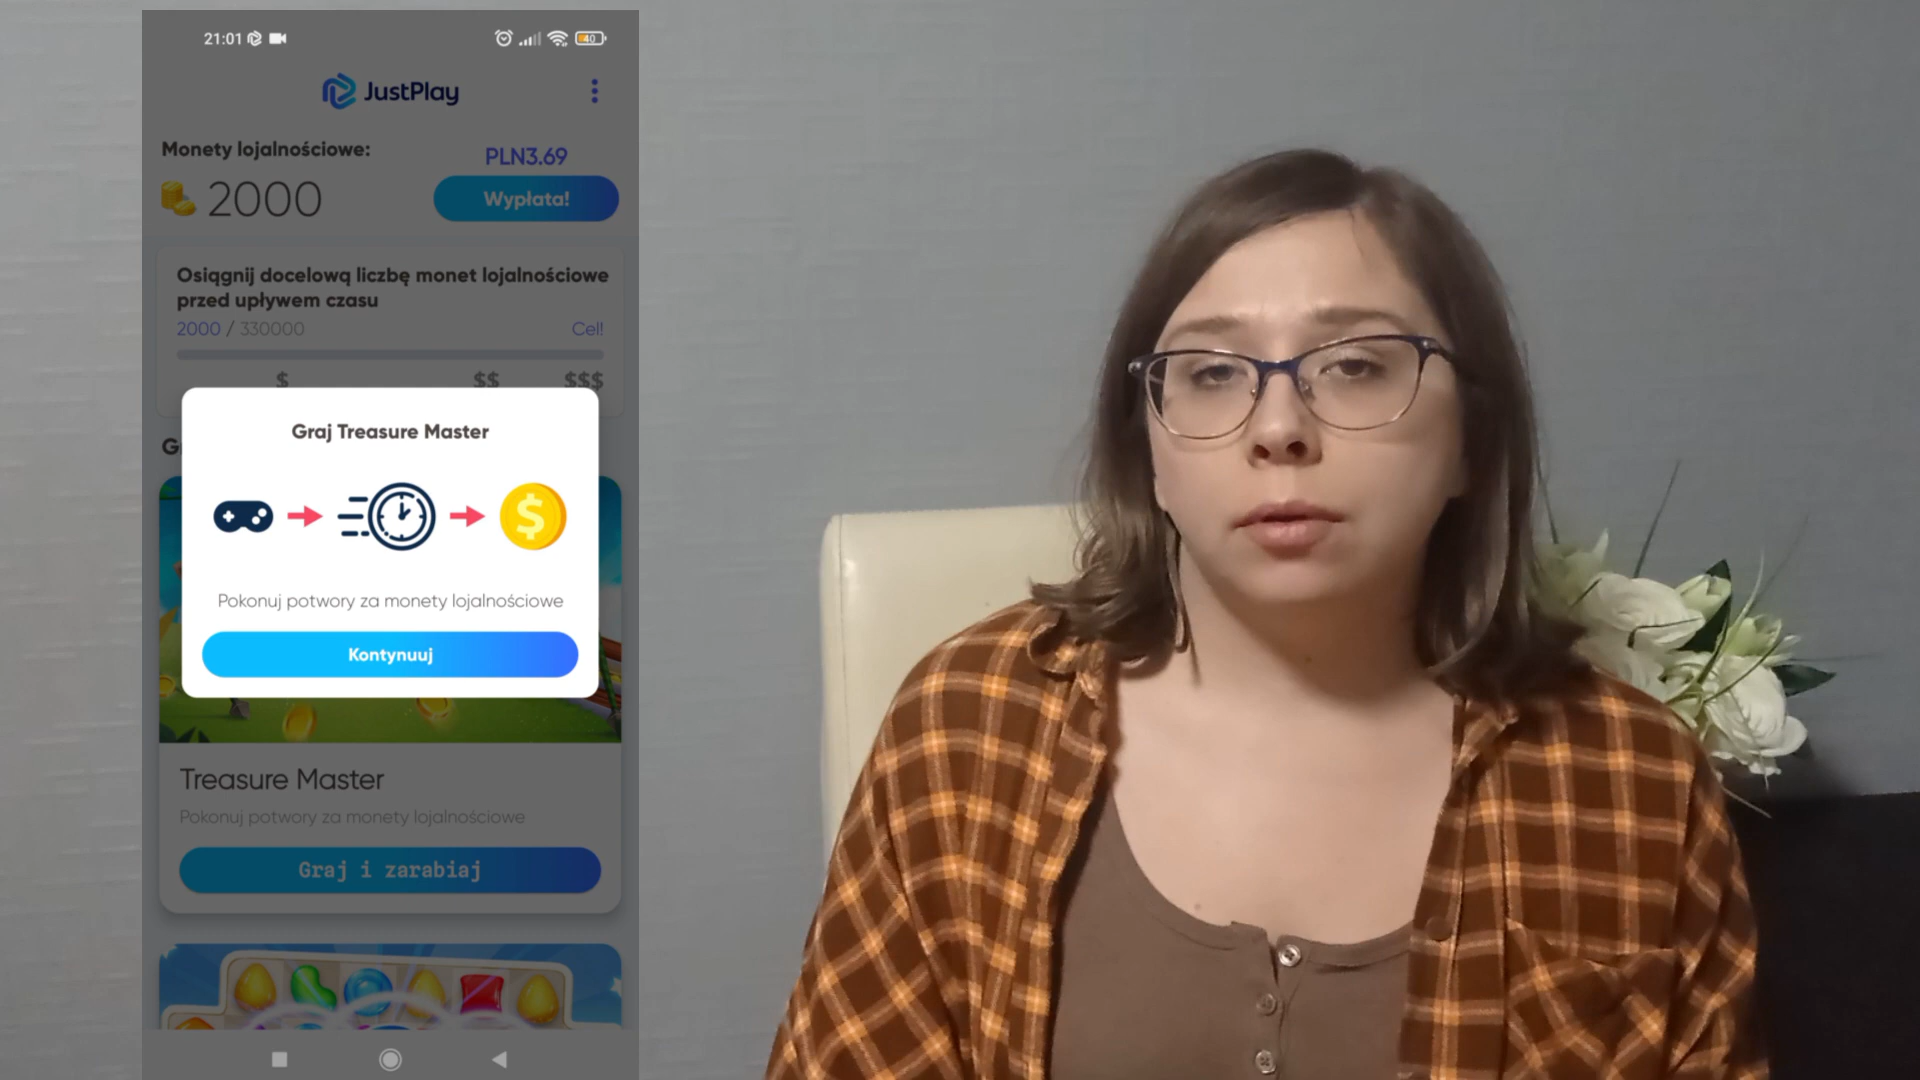 21:01
40
JustPlay
Monety lojalnościowe:
PLN3.69
2000
Wypłata!
Osiągnij docelową liczbę monet lojalnościowe
przed upływem czasu
2000 / 330000
Cel!
$
$$
$$$
G
Graj Treasure Master
$
Pokonuj potwory za monety lojalnościowe
Kontynuuj
Treasure Master
Pokonuj potwory za monety lojalnościowe
Graj i zarabiaj